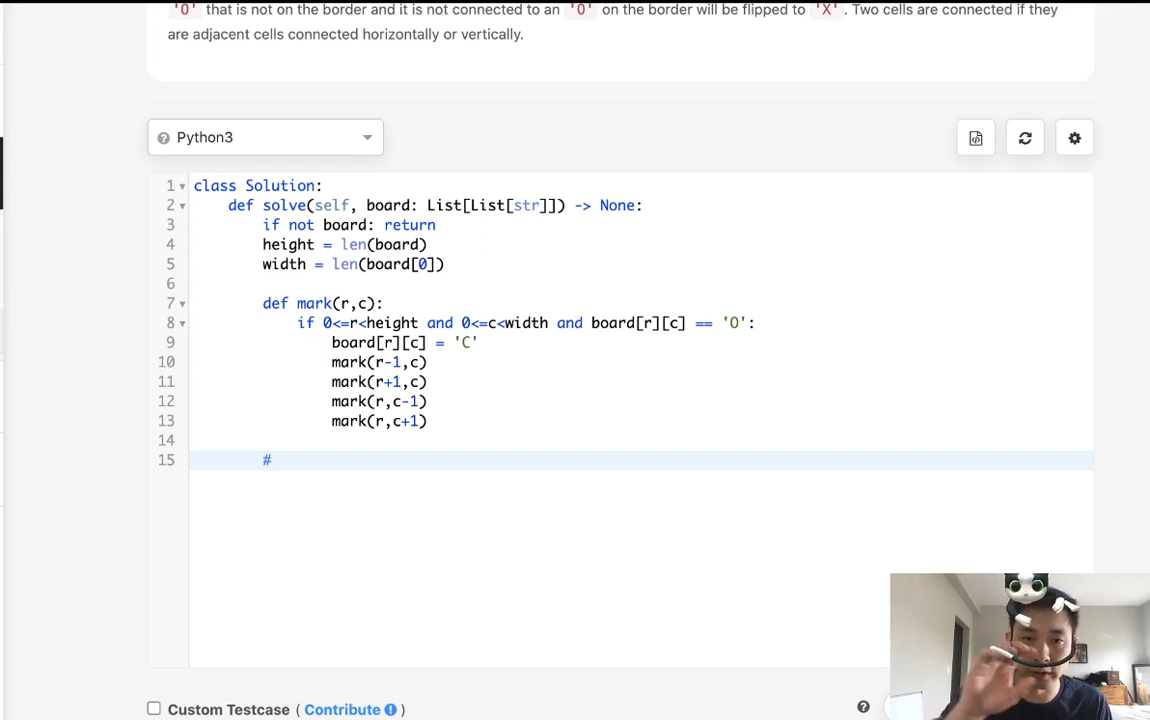 'O' that is not on the border and it is not connected to an 'O' on the border will be flipped to 'X'. Two cells are connected if they
are adjacent cells connected horizontally or vertically.
Python3
1 class Solution:
2     def solve(self, board: List[List[str]]) -> None:
3         if not board: return
4         height = len(board)
5         width = len(board[0])
6
7         def mark(r,c):
8             if 0<=r<height and 0<=c<width and board[r][c] == 'O':
9                 board[r][c] = 'C'
10                 mark(r-1,c)
11                 mark(r+1,c)
12                 mark(r,c-1)
13                 mark(r,c+1)
14
15         #
Custom Testcase ( Contribute )